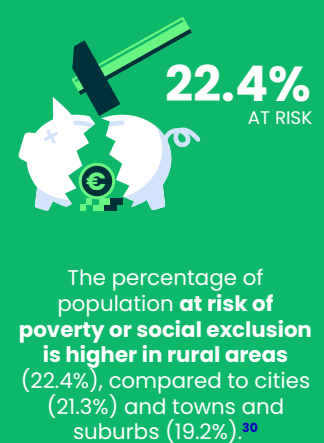 22.4%
AT RISK
€
The percentage of
population at risk of
poverty or social exclusion
is higher in rural areas
(22.4%), compared to cities
(21.3%) and towns and
suburbs (19.2%).30